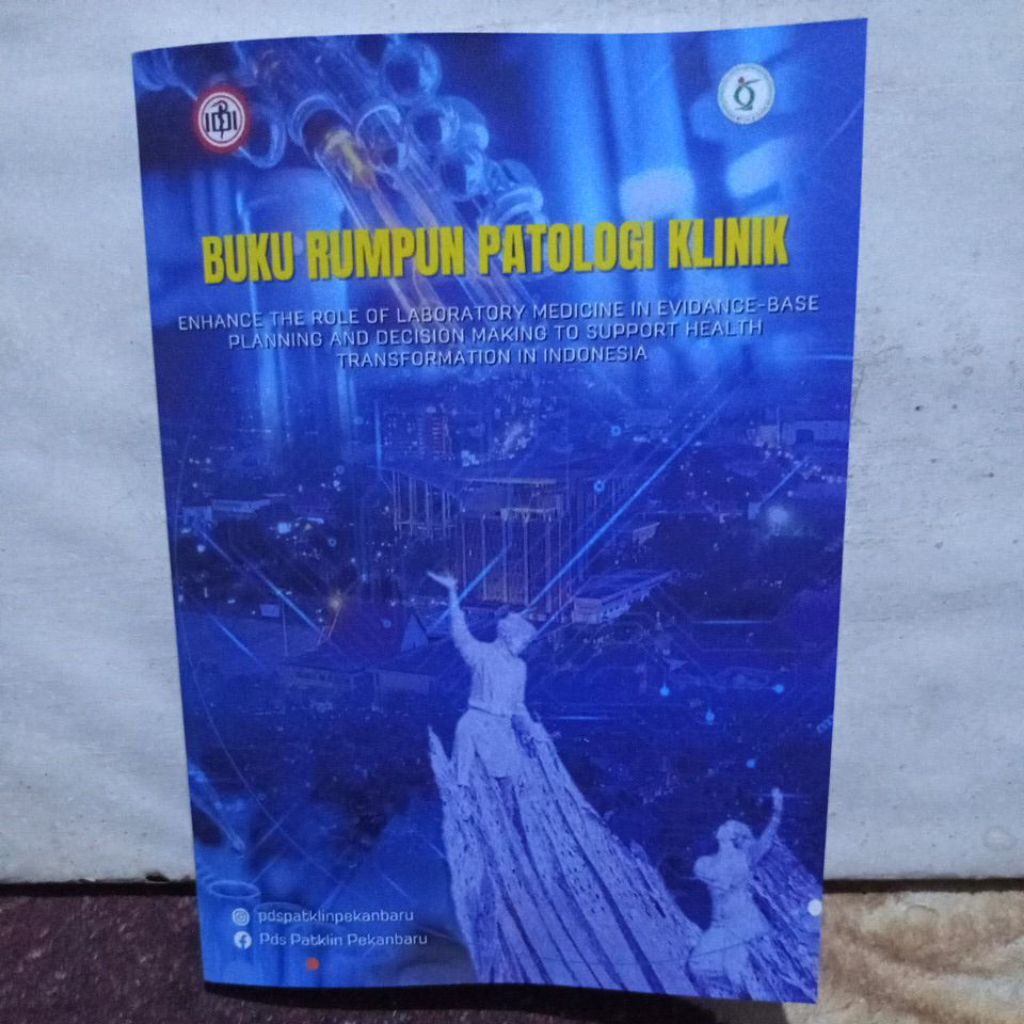 IDI
BUKU RUMPUN PATOLOGI KLINIK
ENHANCE THE ROLE OF LABORATORY MEDICINE IN EVIDANCE-BASE
PLANNING AND DECISION MAKING TO SUPPORT HEALTH
TRANSFORMATION IN INDONESIA
pdspatklinpekanbaru
Pds Patklin Pekanbaru